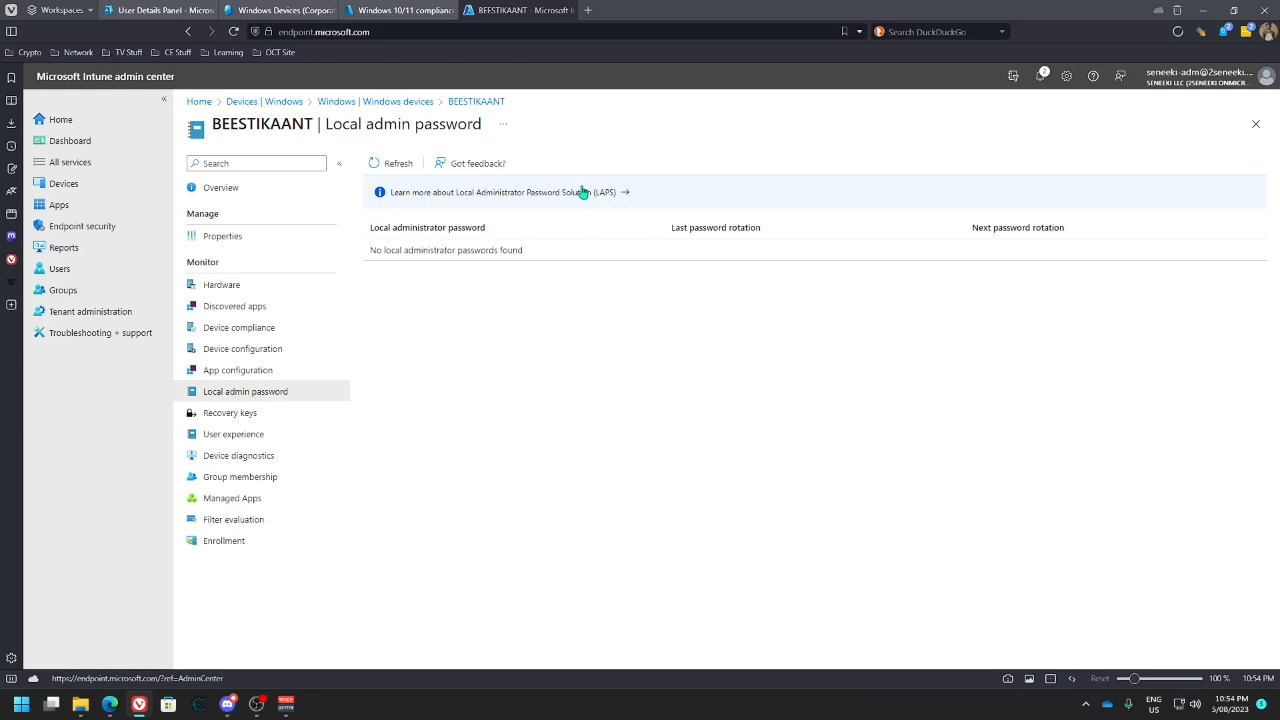 Workspaces
User Details Panel - Micros
Windows Devices (Corporat
Windows 10/11 complianc
BEESTIKAANT - Microsoft I
endpoint.microsoft.com
Search DuckDuckGo
Crypto
Network
TV Stuff
CE Stuff
Learning
OCT Site
Microsoft Intune admin center
2
seneeki-adm@2seneeki....
SENEEKI LLC (2SENEEKI.ONMICR...
Home
Dashboard
All services
Devices
Apps
Endpoint security
Reports
Users
Groups
Tenant administration
Troubleshooting + support
Home > Devices | Windows > Windows | Windows devices > BEESTIKAANT
BEESTIKAANT | Local admin password ...
Search
Overview
Manage
Properties
Monitor
Hardware
Discovered apps
Device compliance
Device configuration
App configuration
Local admin password
Recovery keys
User experience
Device diagnostics
Group membership
Managed Apps
Filter evaluation
Enrollment
Refresh
Got feedback?
Learn more about Local Administrator Password Solution (LAPS) →
Local administrator password
Last password rotation
Next password rotation
No local administrator passwords found
https://endpoint.microsoft.com/?ref=AdminCenter
Reset
100 %
10:54 PM
ENG
US
10:54 PM
5/08/2023
3